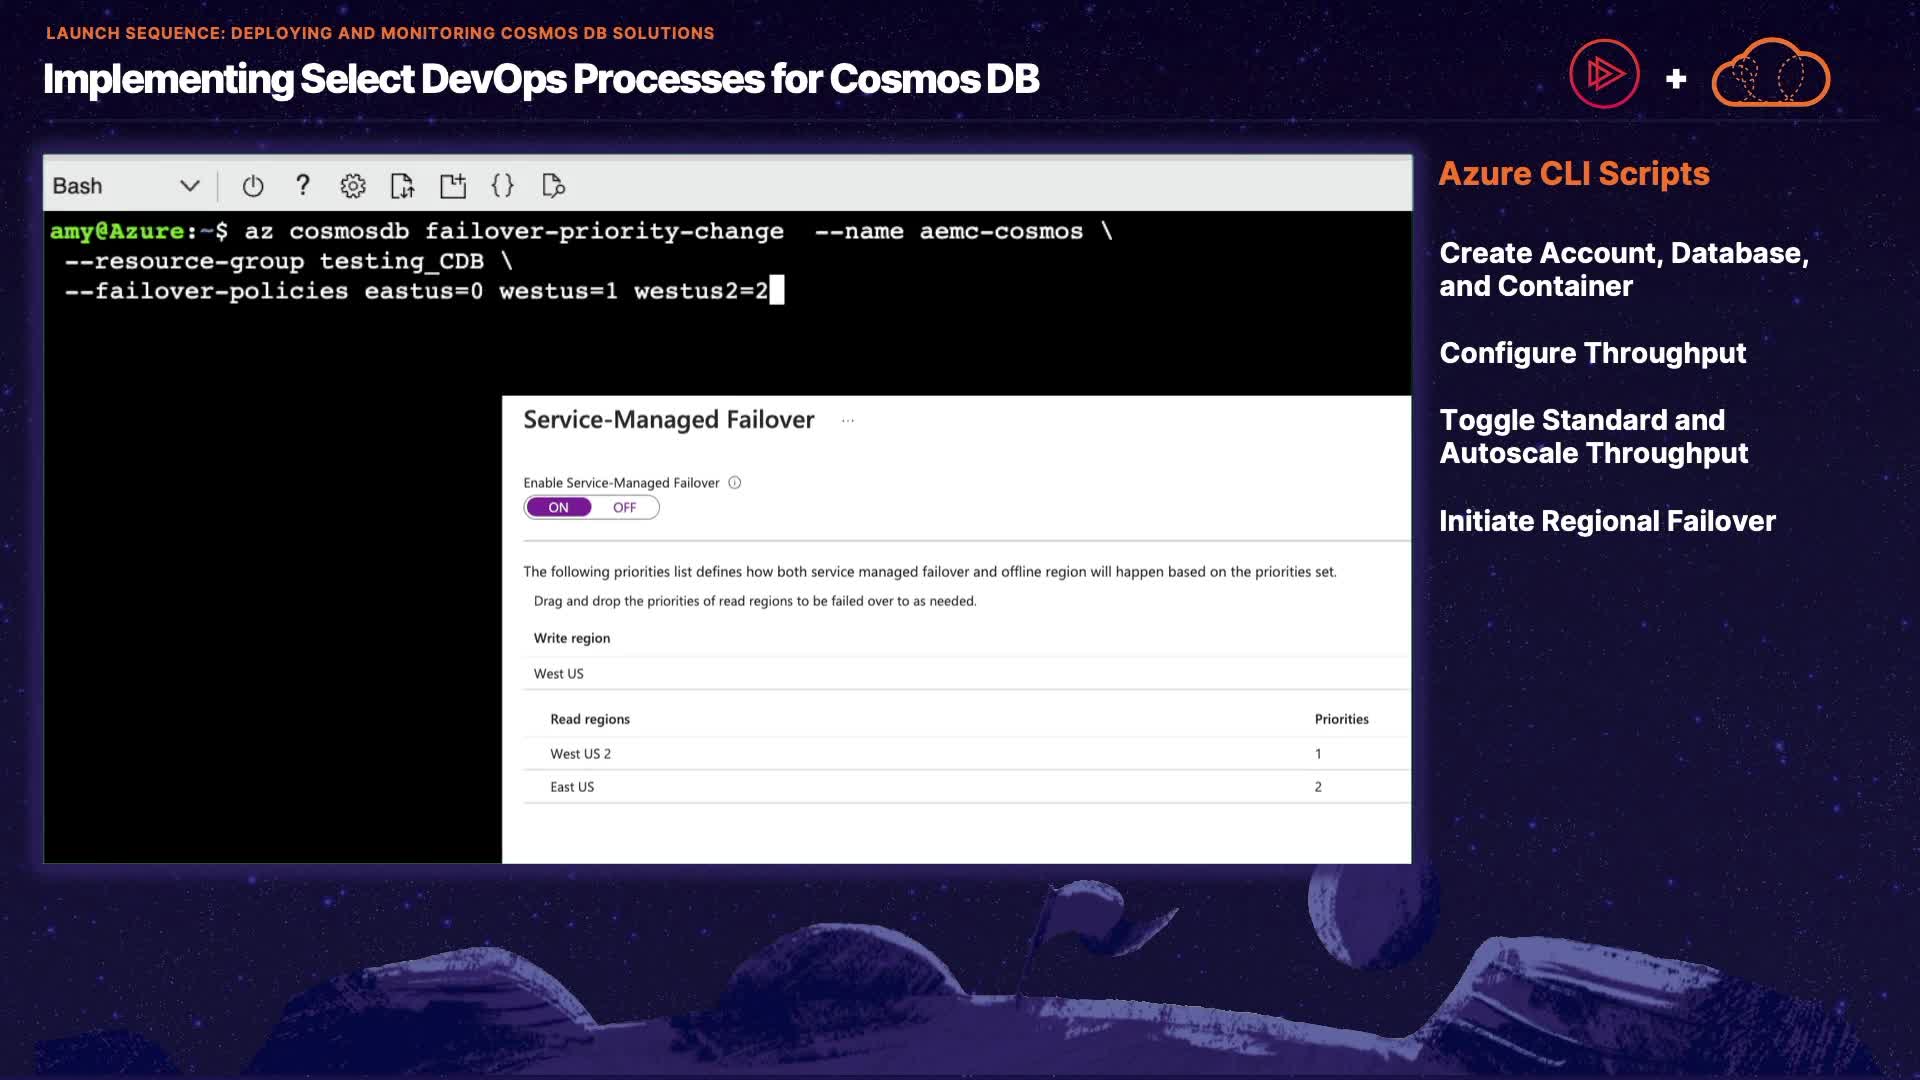 LAUNCH SEQUENCE: DEPLOYING AND MONITORING COSMOS DB SOLUTIONS
Implementing Select DevOps Processes for Cosmos DB
+
Bash
amy@Azure:~$ az cosmosdb failover-priority-change  --name aemc-cosmos \
--resource-group testing_CDB \
--failover-policies eastus=0 westus=1 westus2=2
Service-Managed Failover ...
Enable Service-Managed Failover
ON OFF
The following priorities list defines how both service managed failover and offline region will happen based on the priorities set.
Drag and drop the priorities of read regions to be failed over to as needed.
Write region
West US
Read regions Priorities
West US 2 1
East US 2
Azure CLI Scripts
Create Account, Database,
and Container
Configure Throughput
Toggle Standard and
Autoscale Throughput
Initiate Regional Failover